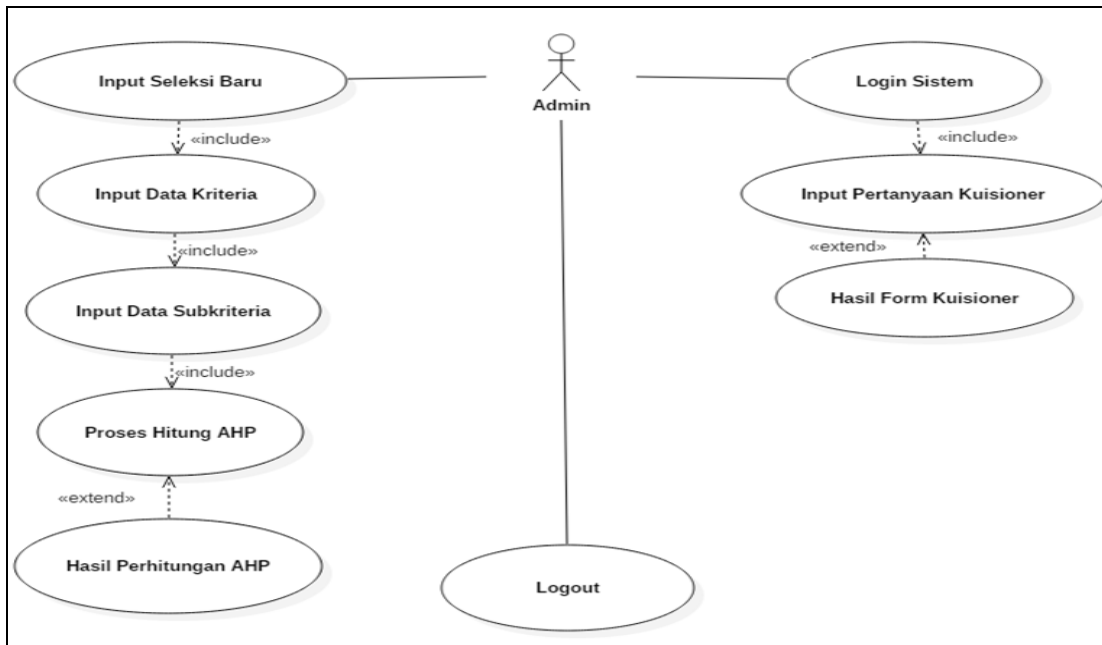 Input Seleksi Baru
Admin
Login Sistem
«include»
«include»
Input Data Kriteria
Input Pertanyaan Kuisioner
«include»
«extend»
Input Data Subkriteria
Hasil Form Kuisioner
«include»
Proses Hitung AHP
«extend»
Hasil Perhitungan AHP
Logout